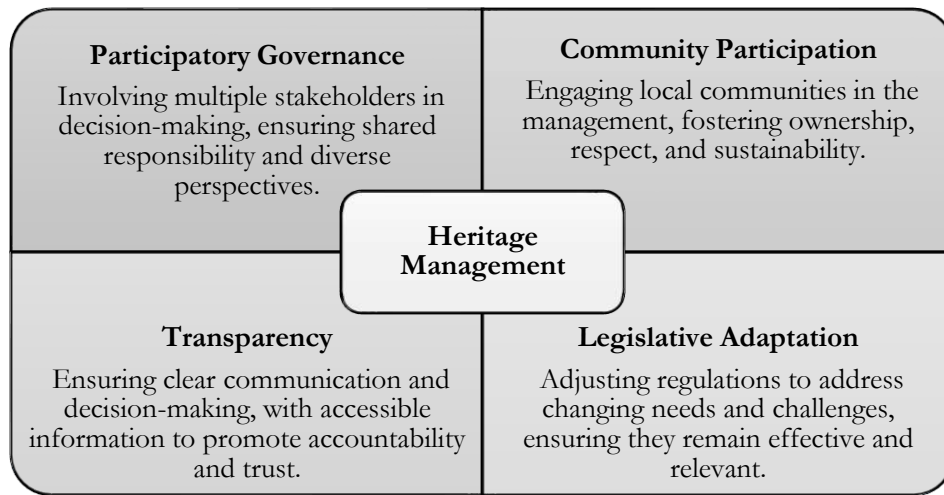 Participatory Governance
Involving multiple stakeholders in
decision-making, ensuring shared
responsibility and diverse
perspectives.
Community Participation
Engaging local communities in the
management, fostering ownership,
respect, and sustainability.
Heritage
Management
Transparency
Ensuring clear communication and
decision-making, with accessible
information to promote accountability
and trust.
Legislative Adaptation
Adjusting regulations to address
changing needs and challenges,
ensuring they remain effective and
relevant.